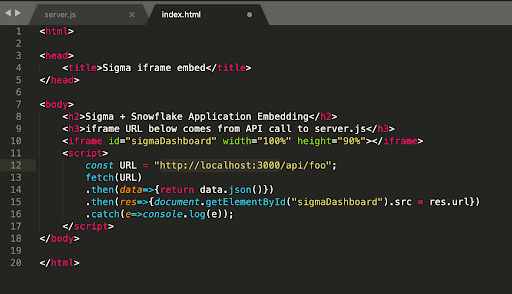 server.js × index.html
1 <html>
2
3 <head>
4 <title>Sigma iframe embed</title>
5 </head>
6
7 <body>
8 <h2>Sigma + Snowflake Application Embedding</h2>
9 <h3>iframe URL below comes from API call to server.js</h3>
10 <iframe id="sigmaDashboard" width="100%" height="90%"></iframe>
11 <script>
12 const URL = "http://localhost:3000/api/foo";
13 fetch(URL)
14 .then(data=>{return data.json()})
15 .then(res=>{document.getElementById("sigmaDashboard").src = res.url})
16 .catch(e=>console.log(e));
17 </script>
18 </body>
19
20 </html>